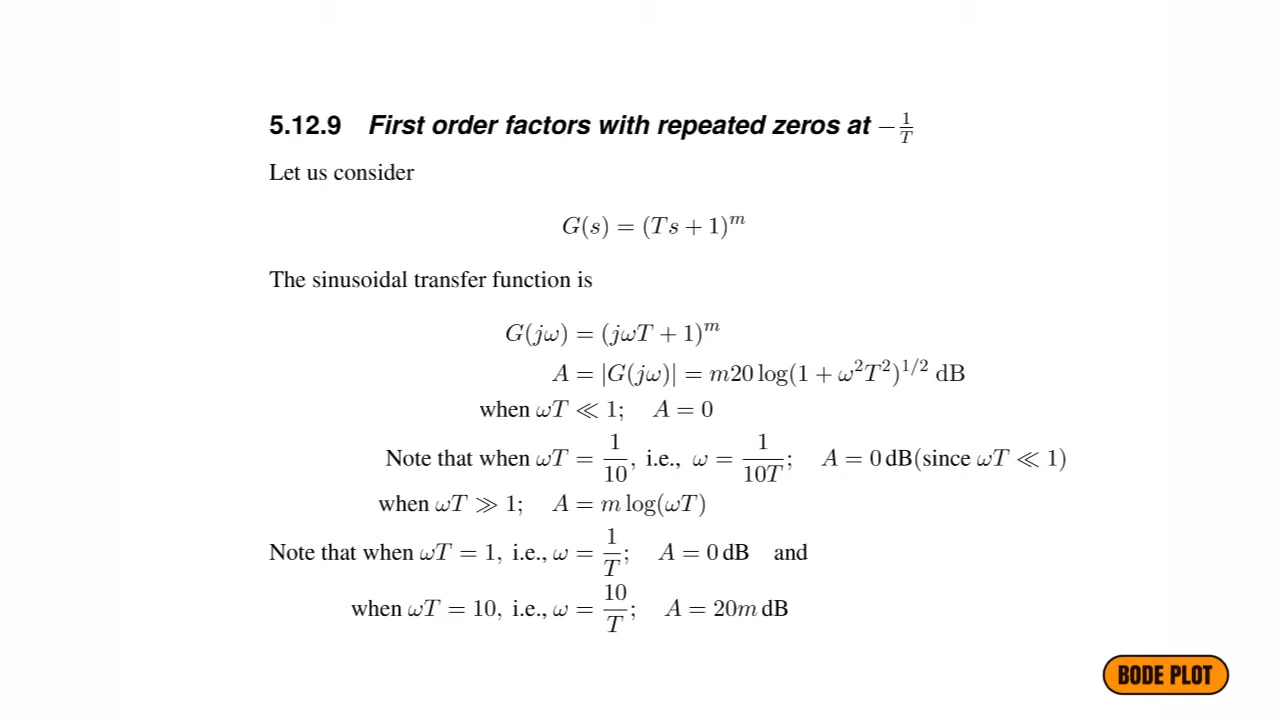 5.12.9 First order factors with repeated zeros at −1/T
Let us consider
G(s) = (Ts + 1)^m
The sinusoidal transfer function is
G(jω) = (jωT + 1)^m
A = |G(jω)| = m20 log(1 + ω²T²)^{1/2} dB
when ωT ≪ 1; A = 0
Note that when ωT = 1/10, i.e., ω = 1/10T; A = 0 dB(since ωT ≪ 1)
when ωT ≫ 1; A = m log(ωT)
Note that when ωT = 1, i.e., ω = 1/T; A = 0 dB and
when ωT = 10, i.e., ω = 10/T; A = 20m dB
BODE PLOT